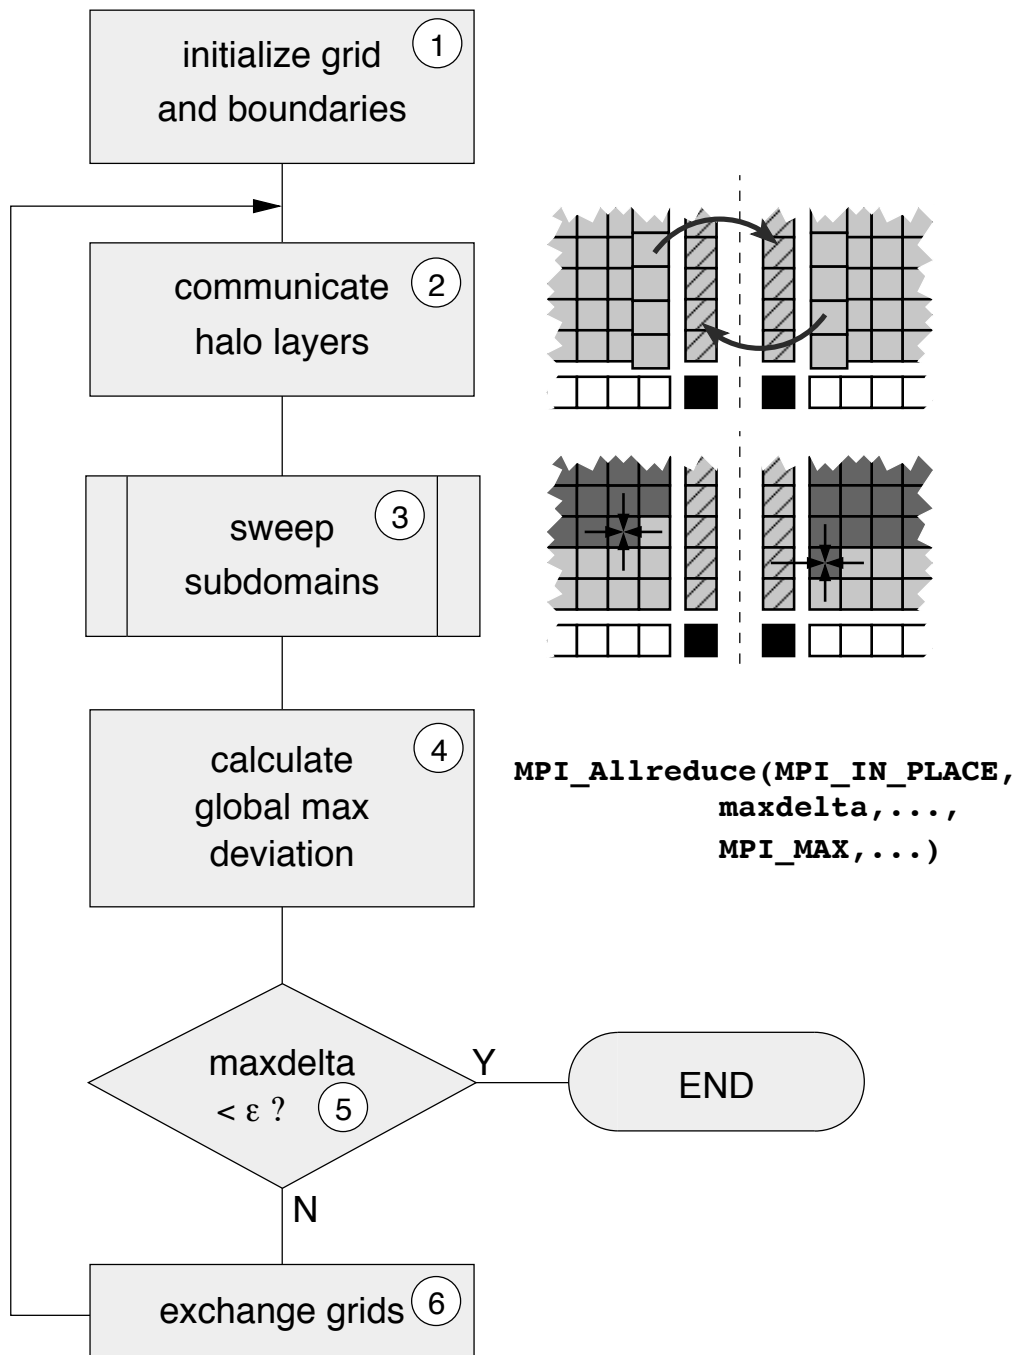 initialize grid 1
and boundaries
communicate 2
halo layers
sweep 3
subdomains
calculate 4
global max
deviation
MPI_Allreduce(MPI_IN_PLACE,
maxdelta,...,
MPI_MAX,...)
maxdelta
< ε ? 5
Y
END
N
exchange grids 6